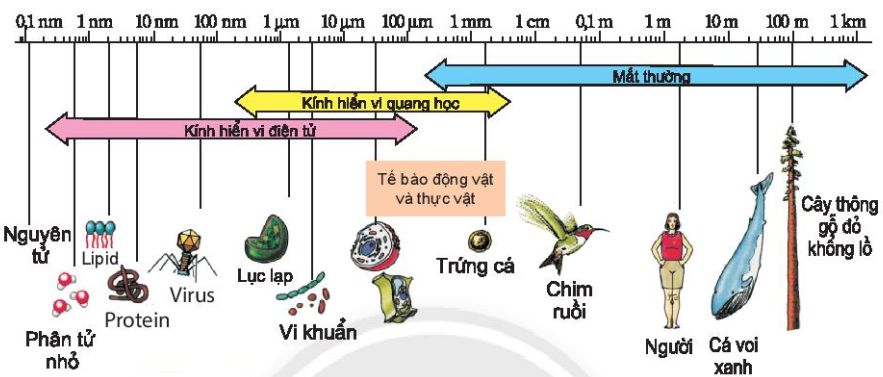 0,1 nm 1 nm 10 nm 100 nm 1 μm 10 μm 100 μm 1 mm 1 cm 0,1 m 1 m 10 m 100 m 1 km
Mắt thường
Kính hiển vi quang học
Kính hiển vi điện tử
Tế bào động vật
và thực vật
Nguyên
tử
Lipid
Phân tử
nhỏ
Protein
Virus
Lục lạp
Vi khuẩn
Trứng cá
Chim
ruồi
Người
Cá voi
xanh
Cây thông
gỗ đỏ
khổng lồ